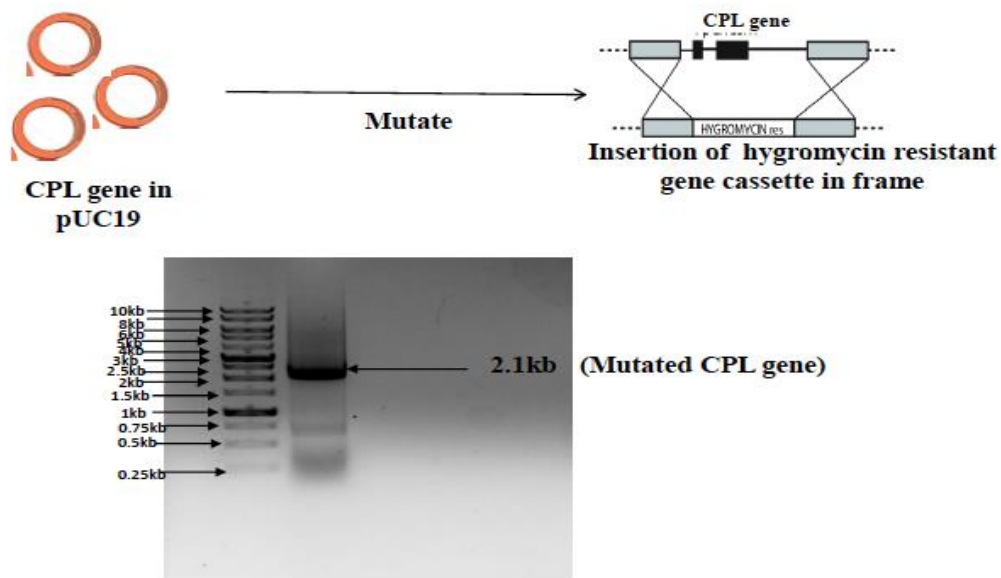 CPL gene
Mutate
HYGROMYCIN res
CPL gene in
pUC19
Insertion of hygromycin resistant
gene cassette in frame
10kb
8kb
6kb
5kb
4kb
3kb
2.5kb
2kb
1.5kb
1kb
0.75kb
0.5kb
0.25kb
2.1kb (Mutated CPL gene)